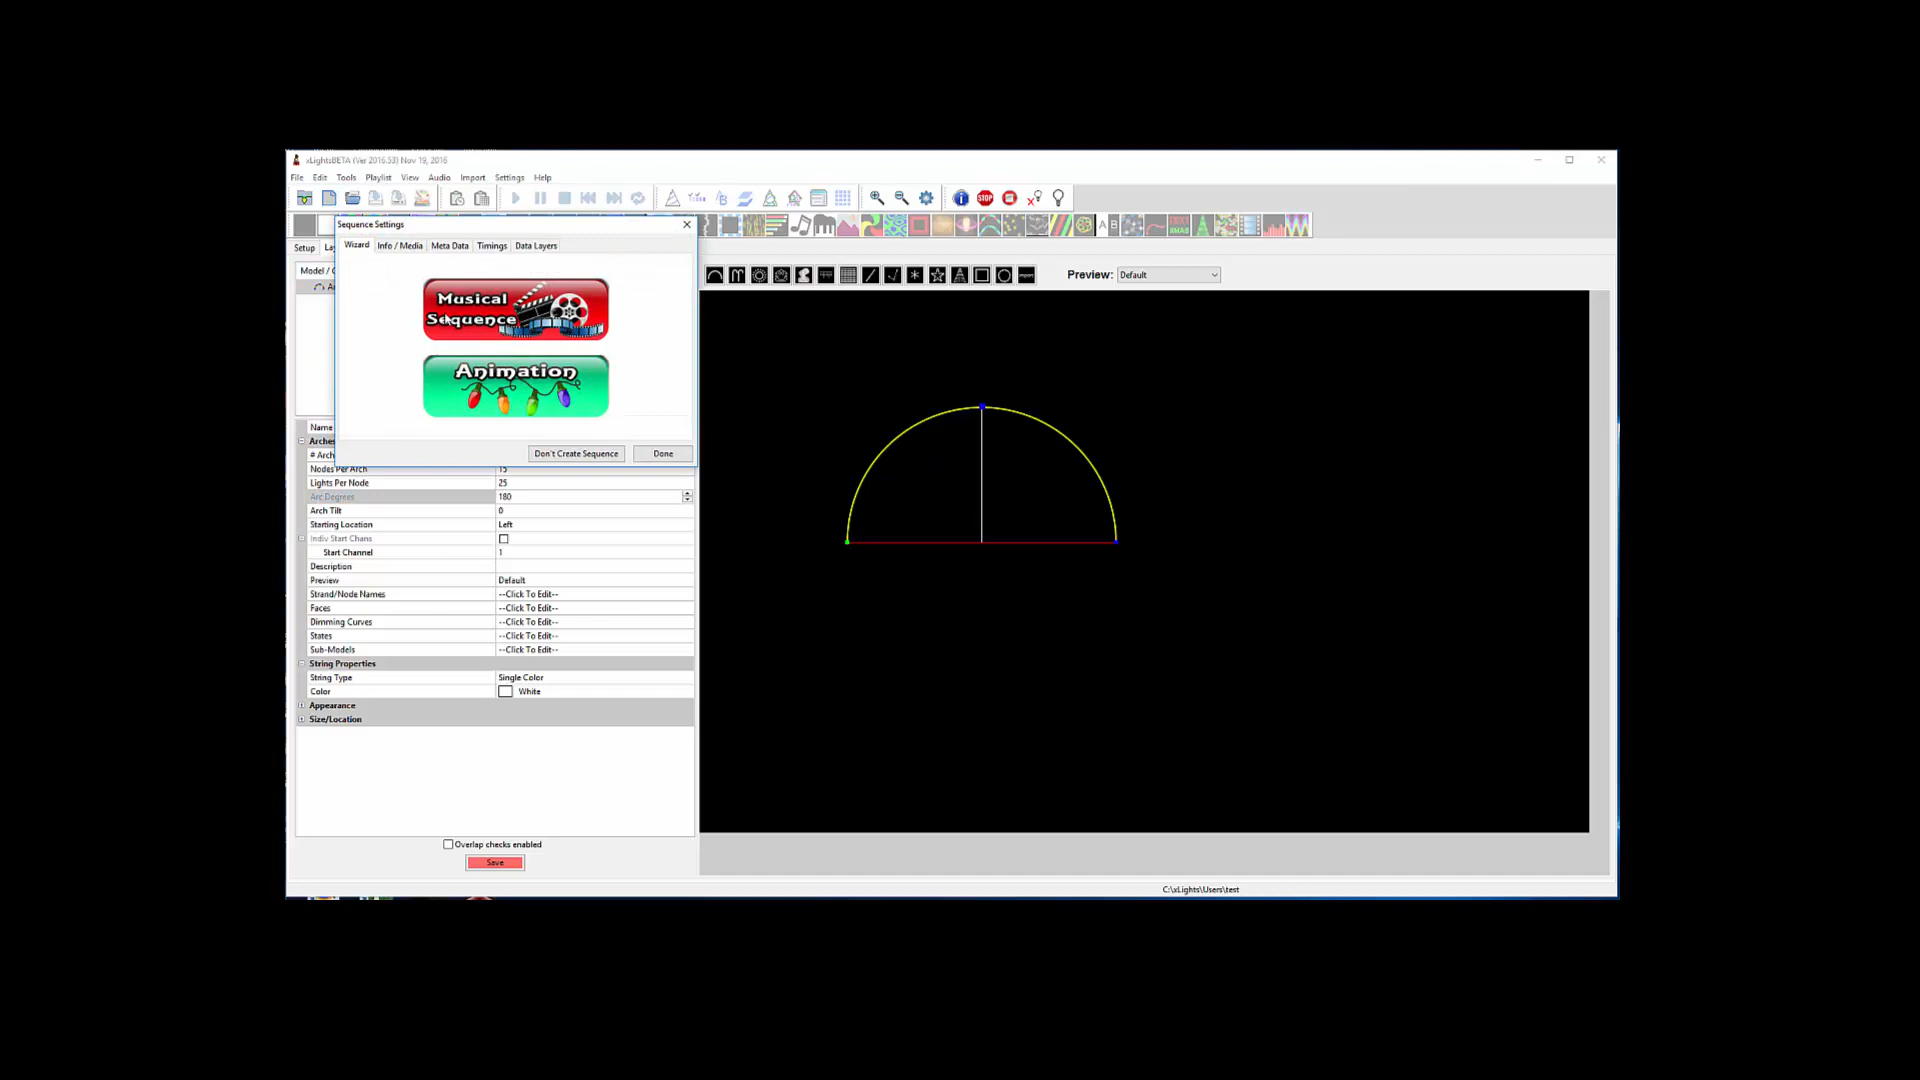 xLightsBETA (Ver 2016.53) Nov 19, 2016
File Edit Tools Playlist View Audio Import Settings Help
Sequence Settings
Setup
Wizard Info / Media Meta Data Timings Data Layers
Model /
Preview: Default
Musical
Sequence
Animation
Don't Create Sequence Done
Name
Arches
# Arch
Nodes Per Arch 15
Lights Per Node 25
Arc Degrees 180
Arch Tilt 0
Starting Location Left
Indiv Start Chans
Start Channel 1
Description
Preview Default
Strand/Node Names --Click To Edit--
Faces --Click To Edit--
Dimming Curves --Click To Edit--
States --Click To Edit--
Sub-Models --Click To Edit--
String Properties
String Type Single Color
Color White
Appearance
Size/Location
Overlap checks enabled
Save
C:\xLights\Users\test